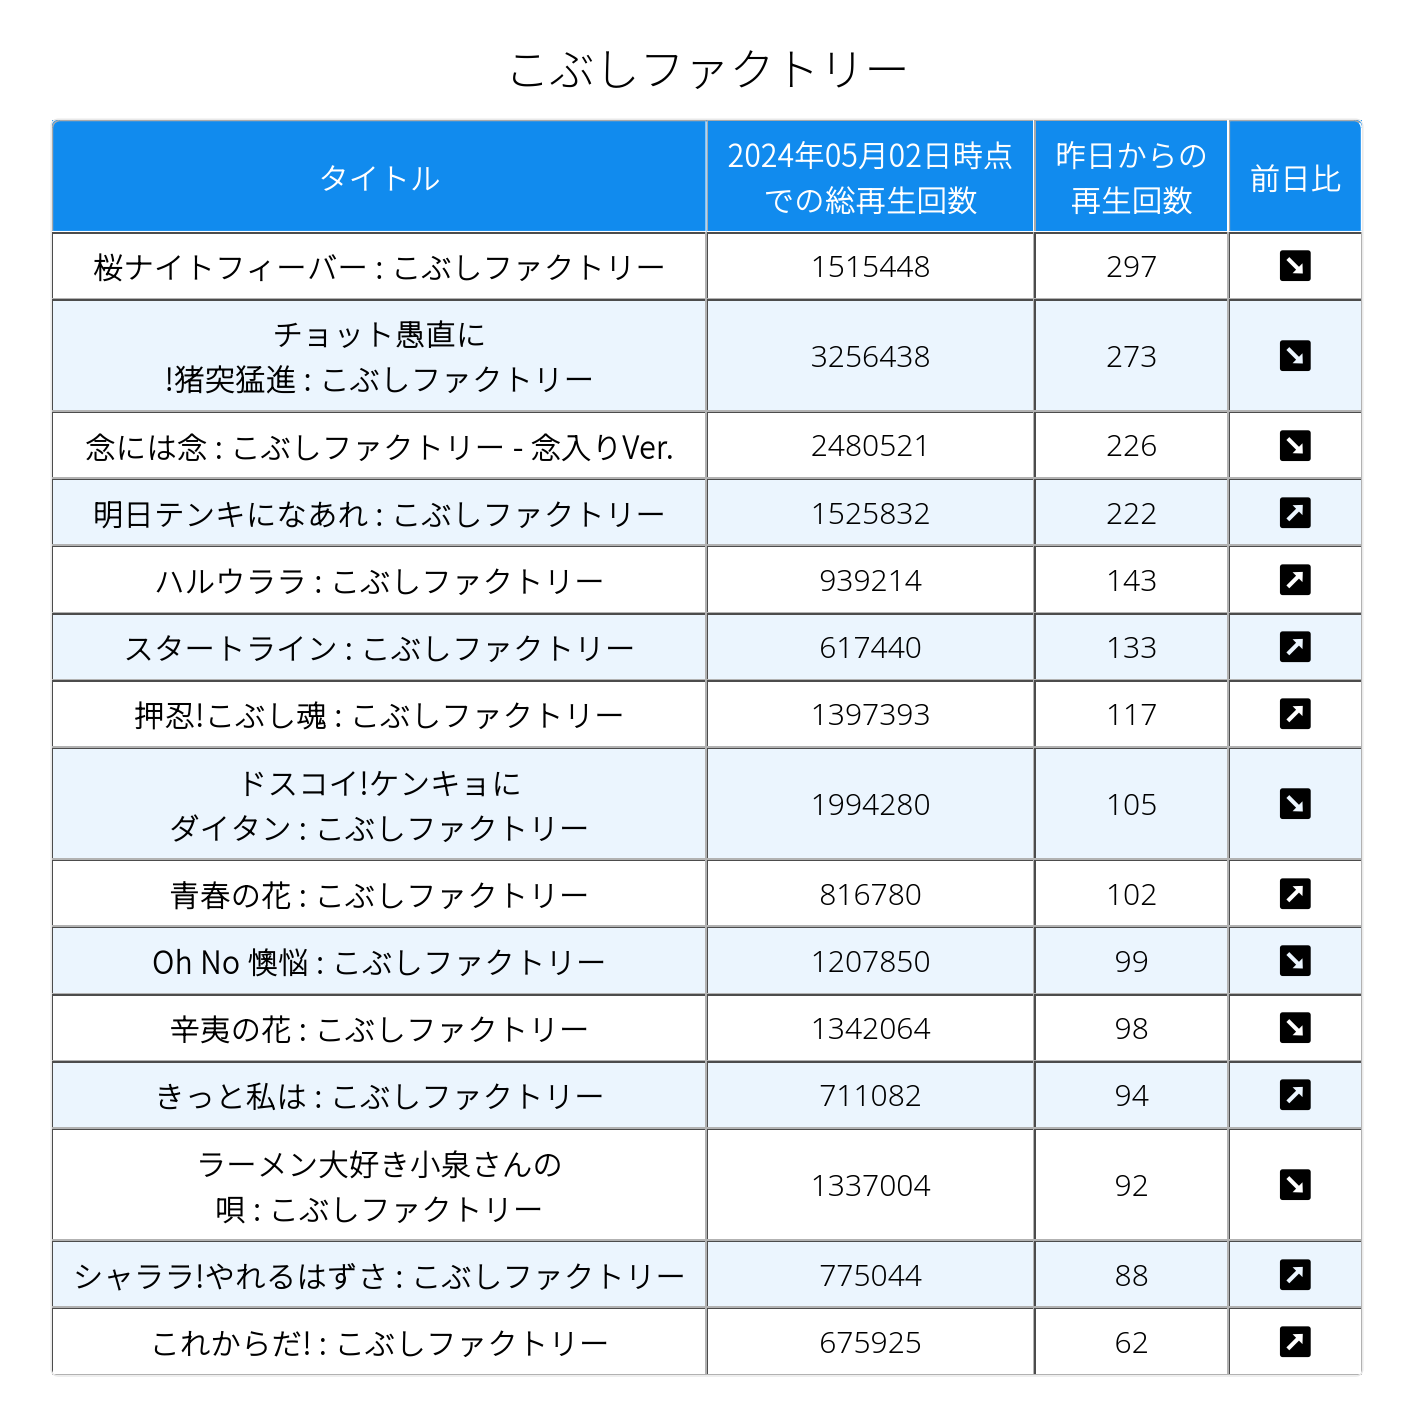 こぶしファクトリー
タイトル
2024年05月02日時点
での総再生回数
昨日からの
再生回数
前日比
桜ナイトフィーバー : こぶしファクトリー 1515448 297
チョット愚直に
!猪突猛進 : こぶしファクトリー
3256438 273
念には念 : こぶしファクトリー - 念入りVer. 2480521 226
明日テンキになあれ : こぶしファクトリー 1525832 222
ハルウララ : こぶしファクトリー 939214 143
スタートライン : こぶしファクトリー 617440 133
押忍!こぶし魂 : こぶしファクトリー 1397393 117
ドスコイ!ケンキョに
ダイタン : こぶしファクトリー
1994280 105
青春の花 : こぶしファクトリー 816780 102
Oh No 懊悩 : こぶしファクトリー 1207850 99
辛夷の花 : こぶしファクトリー 1342064 98
きっと私は : こぶしファクトリー 711082 94
ラーメン大好き小泉さんの
唄 : こぶしファクトリー
1337004 92
シャララ!やれるはずさ : こぶしファクトリー 775044 88
これからだ! : こぶしファクトリー 675925 62